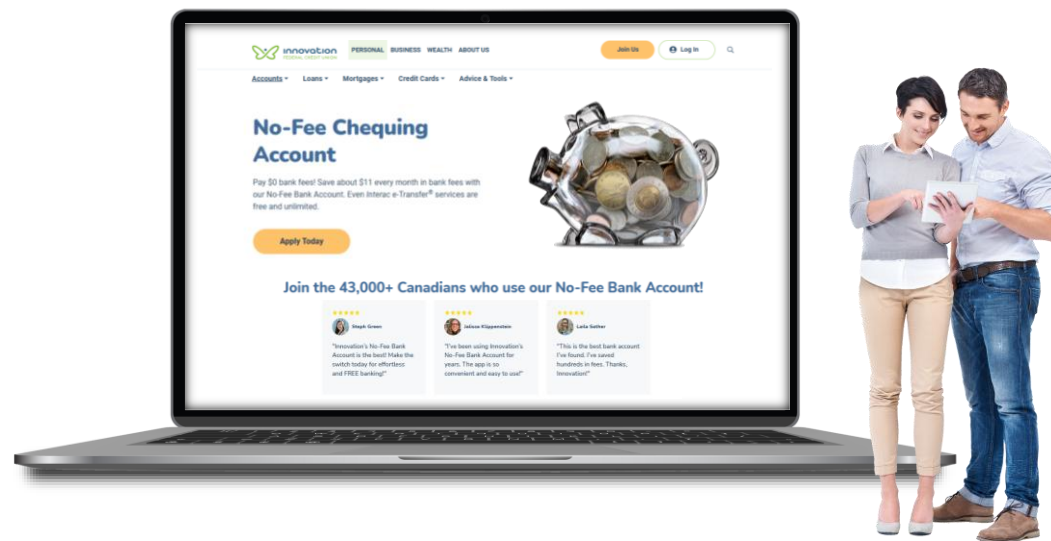 innovation
FEDERAL CREDIT UNION
PERSONAL BUSINESS WEALTH ABOUT US
Join Us
Log In
Accounts
Loans
Mortgages
Credit Cards
Advice & Tools
No-Fee Chequing
Account
Pay $0 bank fees! Save about $11 every month in bank fees with
our No-Fee Bank Account. Even Interac e-Transfer® services are
free and unlimited.
Apply Today
Join the 43,000+ Canadians who use our No-Fee Bank Account!
Steph Green
"Innovation's No-Fee Bank
Account is the best! Make the
switch today for effortless
and FREE banking!"
Jalissa Klippenstein
"I've been using Innovation's
No-Fee Bank Account for
years. The app is so
convenient and easy to use!"
Laila Sather
"This is the best bank account
I've found. I've saved
hundreds in fees. Thanks,
Innovation!"